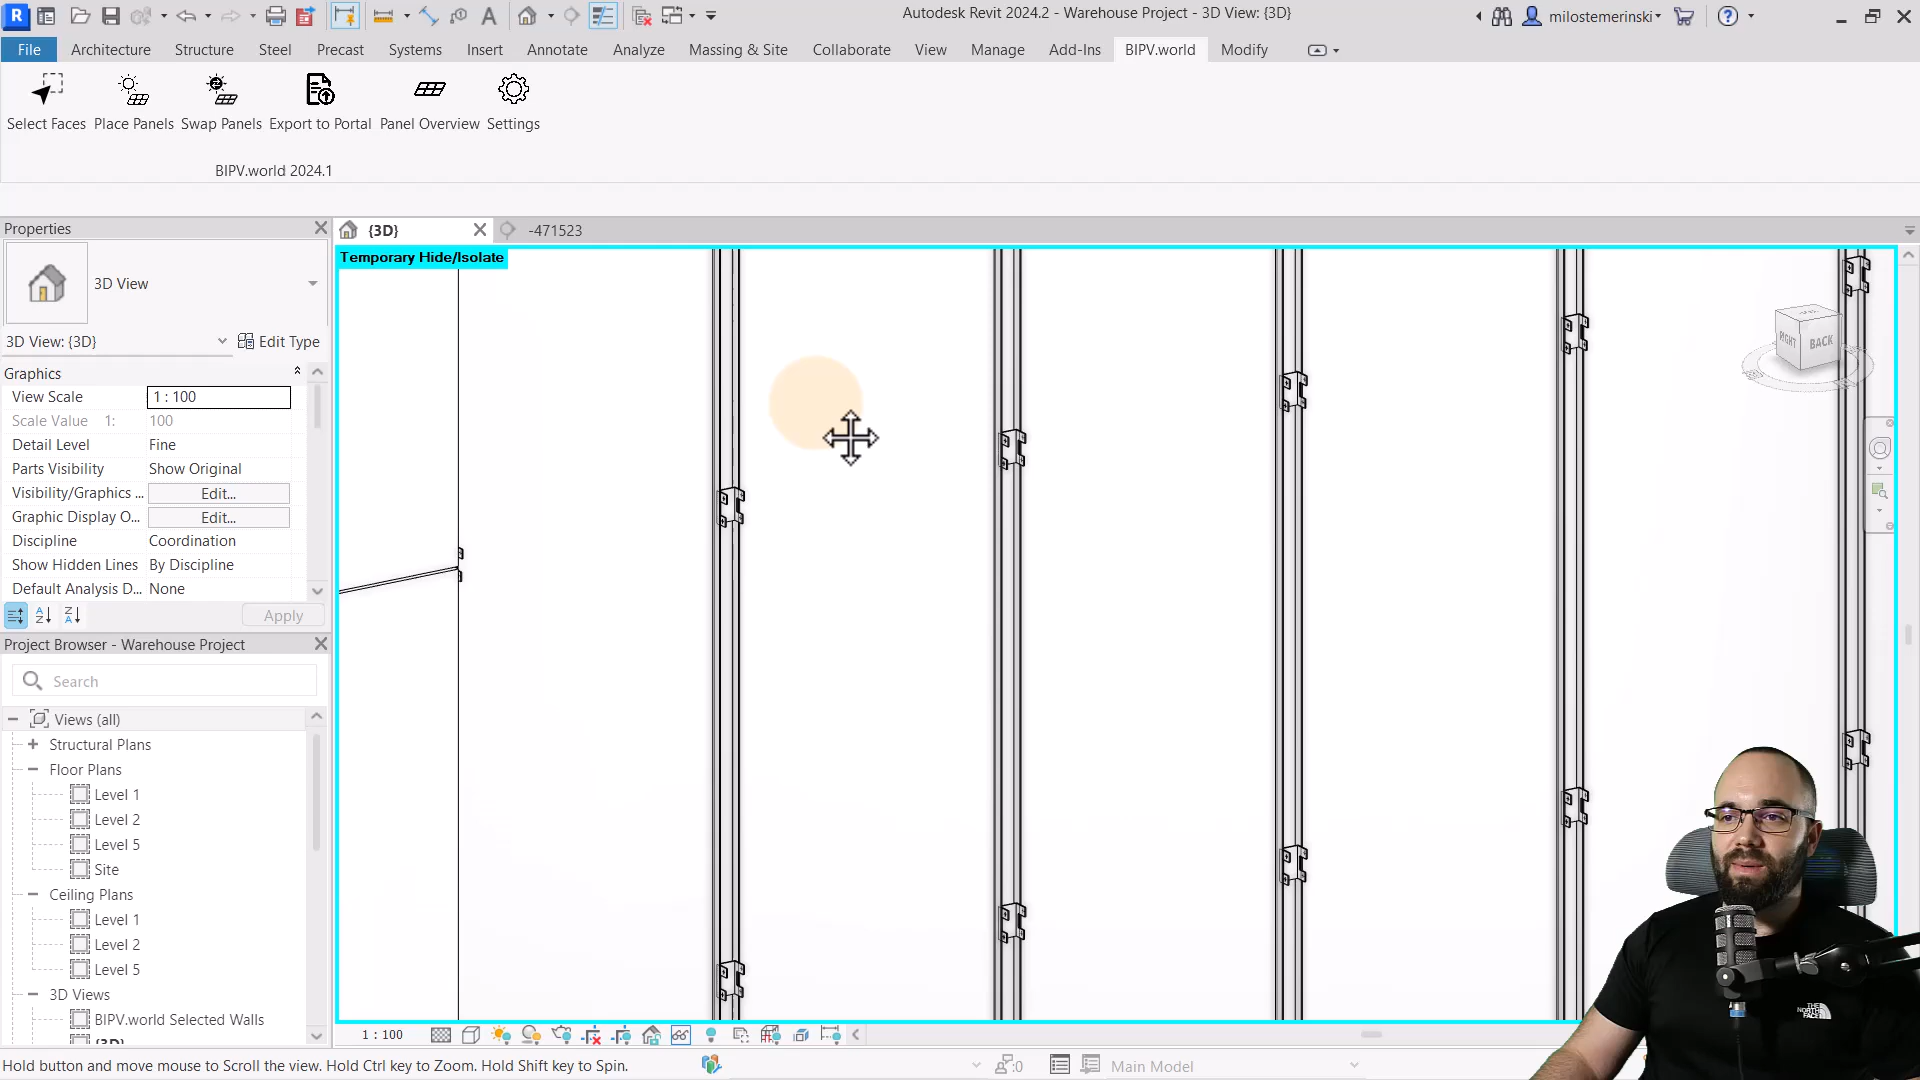 R
Autodesk Revit 2024.2 - Warehouse Project - 3D View: {3D}
milostemerinski
File Architecture Structure Steel Precast Systems Insert Annotate Analyze Massing & Site Collaborate View Manage Add-Ins BIPV.world Modify
Select Faces Place Panels Swap Panels Export to Portal Panel Overview Settings
BIPV.world 2024.1
Properties
{3D} -471523
Temporary Hide/Isolate
3D View
3D View: {3D} Edit Type
Graphics
View Scale 1 : 100
Scale Value 1: 100
Detail Level Fine
Parts Visibility Show Original
Visibility/Graphics ... Edit...
Graphic Display O... Edit...
Discipline Coordination
Show Hidden Lines By Discipline
Default Analysis D... None
Apply
RIGHT BACK
Project Browser - Warehouse Project
Search
Views (all)
Structural Plans
Floor Plans
Level 1
Level 2
Level 5
Site
Ceiling Plans
Level 1
Level 2
Level 5
3D Views
BIPV.world Selected Walls
{3D}
1 : 100
Hold button and move mouse to Scroll the view. Hold Ctrl key to Zoom. Hold Shift key to Spin.
:0
Main Model
THE NORTH FACE